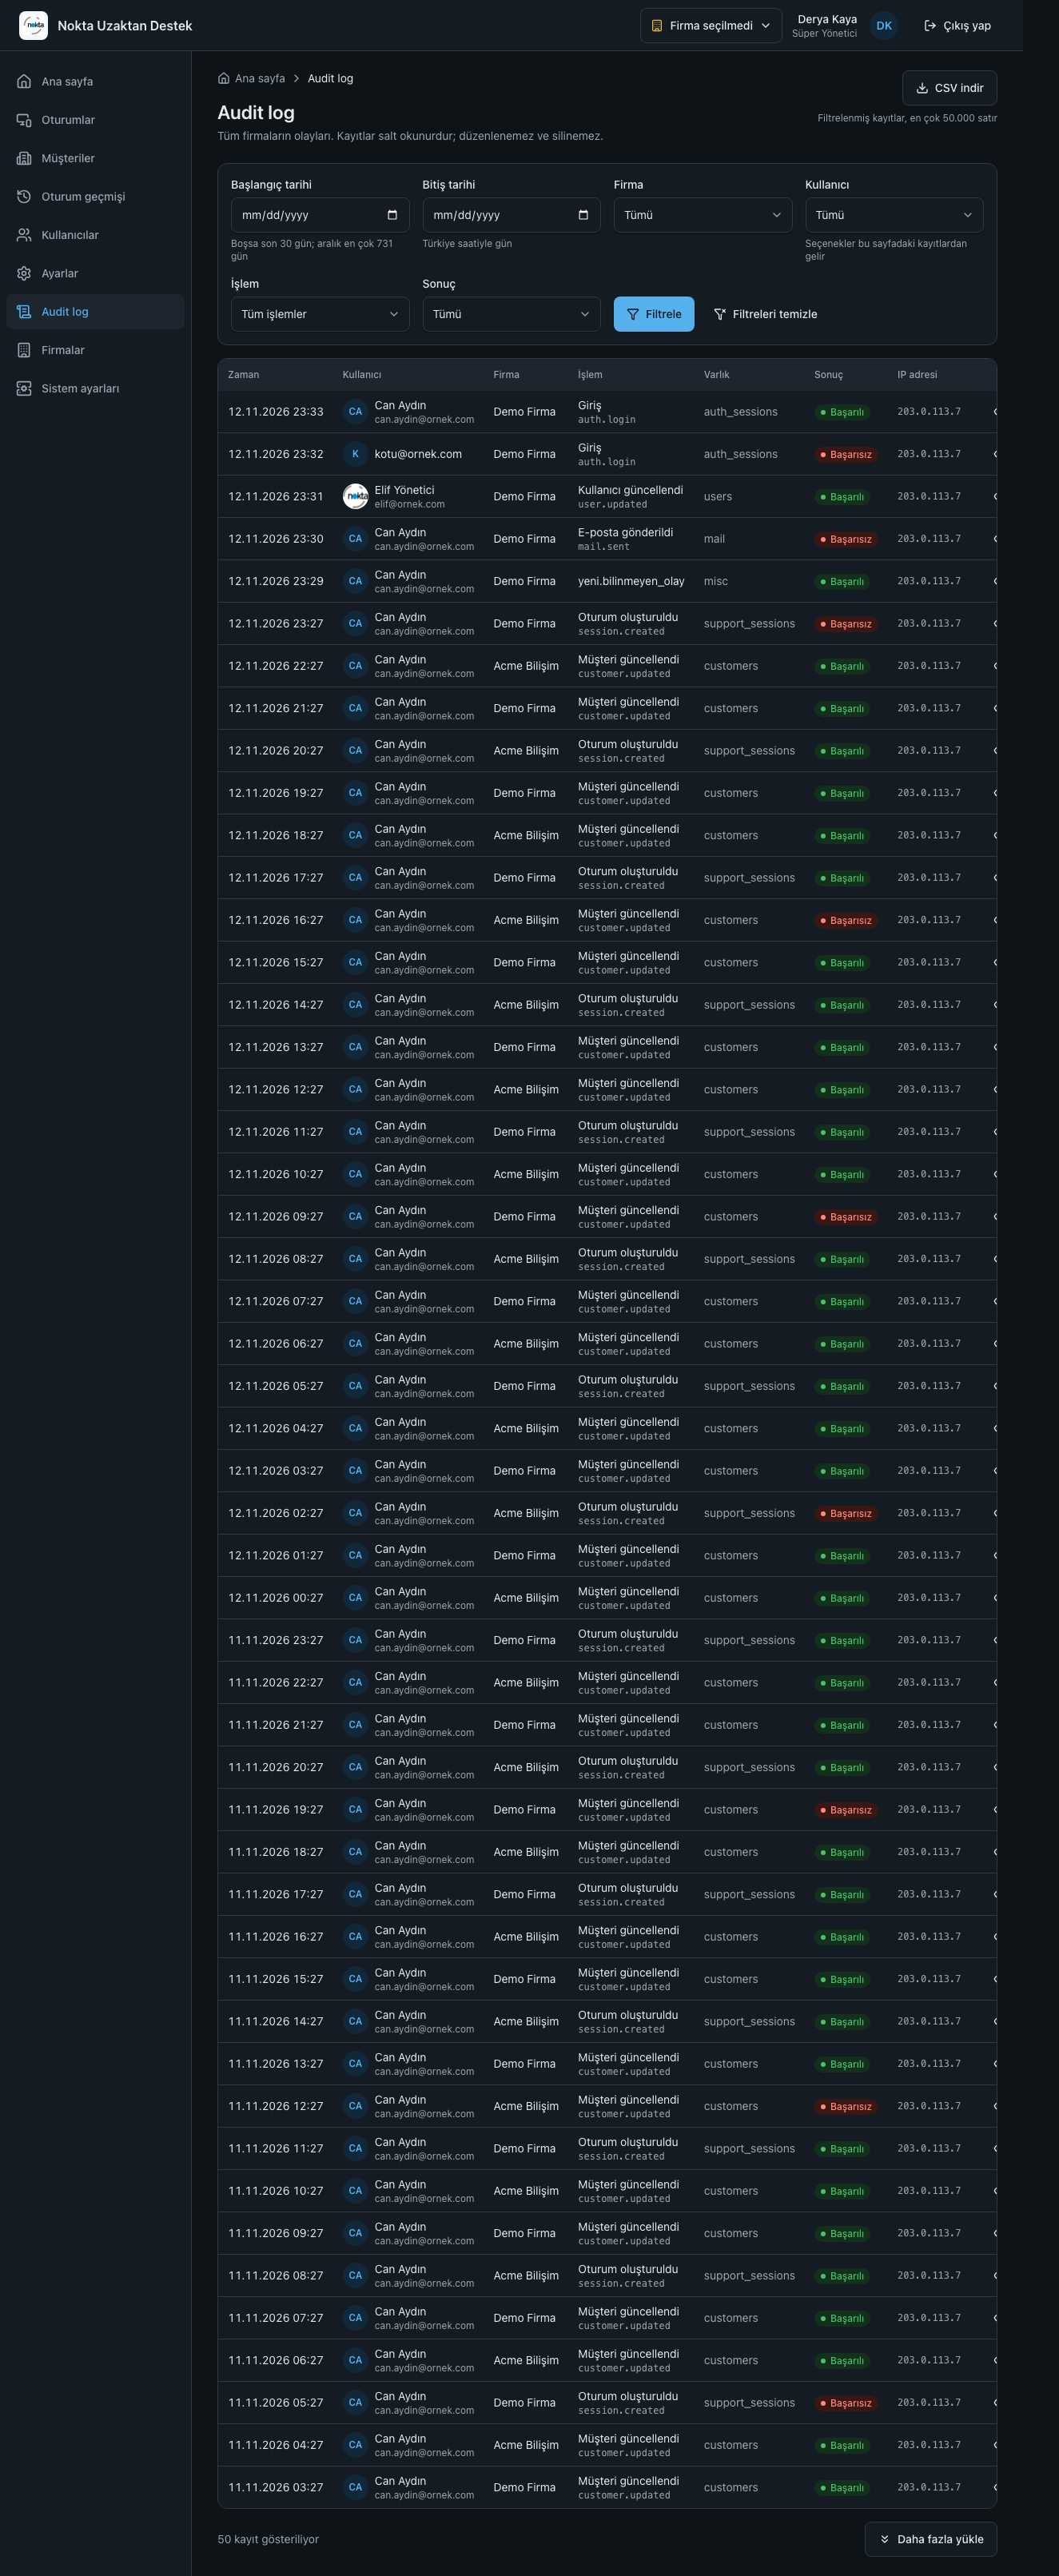 nokta
Nokta Uzaktan Destek
Firma seçilmedi
Derya Kaya
Süper Yönetici
DK
Çıkış yap
Ana sayfa
Oturumlar
Müşteriler
Oturum geçmişi
Kullanıcılar
Ayarlar
Audit log
Firmalar
Sistem ayarları
Ana sayfa > Audit log
CSV indir
Audit log
Filtrelenmiş kayıtlar, en çok 50.000 satır
Tüm firmaların olayları. Kayıtlar salt okunurdur; düzenlenemez ve silinemez.
Başlangıç tarihi Bitiş tarihi Firma Kullanıcı
mm/dd/yyyy mm/dd/yyyy Tümü Tümü
Boşsa son 30 gün; aralık en çok 731 gün
Türkiye saatiyle gün
Seçenekler bu sayfadaki kayıtlardan gelir
İşlem Sonuç
Tüm işlemler Tümü Filtrele Filtreleri temizle
Zaman Kullanıcı Firma İşlem Varlık Sonuç IP adresi
12.11.2026 23:33 CA Can Aydın can.aydin@ornek.com Demo Firma Giriş auth.login auth_sessions Başarılı 203.0.113.7
12.11.2026 23:32 K kotu@ornek.com Demo Firma Giriş auth.login auth_sessions Başarısız 203.0.113.7
12.11.2026 23:31 nokta Elif Yönetici elif@ornek.com Demo Firma Kullanıcı güncellendi user.updated users Başarılı 203.0.113.7
12.11.2026 23:30 CA Can Aydın can.aydin@ornek.com Demo Firma E-posta gönderildi mail.sent mail Başarısız 203.0.113.7
12.11.2026 23:29 CA Can Aydın can.aydin@ornek.com Demo Firma yeni.bilinmeyen_olay misc Başarılı 203.0.113.7
12.11.2026 23:27 CA Can Aydın can.aydin@ornek.com Demo Firma Oturum oluşturuldu session.created support_sessions Başarısız 203.0.113.7
12.11.2026 22:27 CA Can Aydın can.aydin@ornek.com Acme Bilişim Müşteri güncellendi customer.updated customers Başarılı 203.0.113.7
12.11.2026 21:27 CA Can Aydın can.aydin@ornek.com Demo Firma Müşteri güncellendi customer.updated customers Başarılı 203.0.113.7
12.11.2026 20:27 CA Can Aydın can.aydin@ornek.com Acme Bilişim Oturum oluşturuldu session.created support_sessions Başarılı 203.0.113.7
12.11.2026 19:27 CA Can Aydın can.aydin@ornek.com Demo Firma Müşteri güncellendi customer.updated customers Başarılı 203.0.113.7
12.11.2026 18:27 CA Can Aydın can.aydin@ornek.com Acme Bilişim Müşteri güncellendi customer.updated customers Başarılı 203.0.113.7
12.11.2026 17:27 CA Can Aydın can.aydin@ornek.com Demo Firma Oturum oluşturuldu session.created support_sessions Başarılı 203.0.113.7
12.11.2026 16:27 CA Can Aydın can.aydin@ornek.com Acme Bilişim Müşteri güncellendi customer.updated customers Başarısız 203.0.113.7
12.11.2026 15:27 CA Can Aydın can.aydin@ornek.com Demo Firma Müşteri güncellendi customer.updated customers Başarılı 203.0.113.7
12.11.2026 14:27 CA Can Aydın can.aydin@ornek.com Acme Bilişim Oturum oluşturuldu session.created support_sessions Başarılı 203.0.113.7
12.11.2026 13:27 CA Can Aydın can.aydin@ornek.com Demo Firma Müşteri güncellendi customer.updated customers Başarılı 203.0.113.7
12.11.2026 12:27 CA Can Aydın can.aydin@ornek.com Acme Bilişim Müşteri güncellendi customer.updated customers Başarılı 203.0.113.7
12.11.2026 11:27 CA Can Aydın can.aydin@ornek.com Demo Firma Oturum oluşturuldu session.created support_sessions Başarılı 203.0.113.7
12.11.2026 10:27 CA Can Aydın can.aydin@ornek.com Acme Bilişim Müşteri güncellendi customer.updated customers Başarılı 203.0.113.7
12.11.2026 09:27 CA Can Aydın can.aydin@ornek.com Demo Firma Müşteri güncellendi customer.updated customers Başarısız 203.0.113.7
12.11.2026 08:27 CA Can Aydın can.aydin@ornek.com Acme Bilişim Oturum oluşturuldu session.created support_sessions Başarılı 203.0.113.7
12.11.2026 07:27 CA Can Aydın can.aydin@ornek.com Demo Firma Müşteri güncellendi customer.updated customers Başarılı 203.0.113.7
12.11.2026 06:27 CA Can Aydın can.aydin@ornek.com Acme Bilişim Müşteri güncellendi customer.updated customers Başarılı 203.0.113.7
12.11.2026 05:27 CA Can Aydın can.aydin@ornek.com Demo Firma Oturum oluşturuldu session.created support_sessions Başarılı 203.0.113.7
12.11.2026 04:27 CA Can Aydın can.aydin@ornek.com Acme Bilişim Müşteri güncellendi customer.updated customers Başarılı 203.0.113.7
12.11.2026 03:27 CA Can Aydın can.aydin@ornek.com Demo Firma Müşteri güncellendi customer.updated customers Başarılı 203.0.113.7
12.11.2026 02:27 CA Can Aydın can.aydin@ornek.com Acme Bilişim Oturum oluşturuldu session.created support_sessions Başarısız 203.0.113.7
12.11.2026 01:27 CA Can Aydın can.aydin@ornek.com Demo Firma Müşteri güncellendi customer.updated customers Başarılı 203.0.113.7
12.11.2026 00:27 CA Can Aydın can.aydin@ornek.com Acme Bilişim Müşteri güncellendi customer.updated customers Başarılı 203.0.113.7
11.11.2026 23:27 CA Can Aydın can.aydin@ornek.com Demo Firma Oturum oluşturuldu session.created support_sessions Başarılı 203.0.113.7
11.11.2026 22:27 CA Can Aydın can.aydin@ornek.com Acme Bilişim Müşteri güncellendi customer.updated customers Başarılı 203.0.113.7
11.11.2026 21:27 CA Can Aydın can.aydin@ornek.com Demo Firma Müşteri güncellendi customer.updated customers Başarılı 203.0.113.7
11.11.2026 20:27 CA Can Aydın can.aydin@ornek.com Acme Bilişim Oturum oluşturuldu session.created support_sessions Başarılı 203.0.113.7
11.11.2026 19:27 CA Can Aydın can.aydin@ornek.com Demo Firma Müşteri güncellendi customer.updated customers Başarısız 203.0.113.7
11.11.2026 18:27 CA Can Aydın can.aydin@ornek.com Acme Bilişim Müşteri güncellendi customer.updated customers Başarılı 203.0.113.7
11.11.2026 17:27 CA Can Aydın can.aydin@ornek.com Demo Firma Oturum oluşturuldu session.created support_sessions Başarılı 203.0.113.7
11.11.2026 16:27 CA Can Aydın can.aydin@ornek.com Acme Bilişim Müşteri güncellendi customer.updated customers Başarılı 203.0.113.7
11.11.2026 15:27 CA Can Aydın can.aydin@ornek.com Demo Firma Müşteri güncellendi customer.updated customers Başarılı 203.0.113.7
11.11.2026 14:27 CA Can Aydın can.aydin@ornek.com Acme Bilişim Oturum oluşturuldu session.created support_sessions Başarılı 203.0.113.7
11.11.2026 13:27 CA Can Aydın can.aydin@ornek.com Demo Firma Müşteri güncellendi customer.updated customers Başarılı 203.0.113.7
11.11.2026 12:27 CA Can Aydın can.aydin@ornek.com Acme Bilişim Müşteri güncellendi customer.updated customers Başarısız 203.0.113.7
11.11.2026 11:27 CA Can Aydın can.aydin@ornek.com Demo Firma Oturum oluşturuldu session.created support_sessions Başarılı 203.0.113.7
11.11.2026 10:27 CA Can Aydın can.aydin@ornek.com Acme Bilişim Müşteri güncellendi customer.updated customers Başarılı 203.0.113.7
11.11.2026 09:27 CA Can Aydın can.aydin@ornek.com Demo Firma Müşteri güncellendi customer.updated customers Başarılı 203.0.113.7
11.11.2026 08:27 CA Can Aydın can.aydin@ornek.com Acme Bilişim Oturum oluşturuldu session.created support_sessions Başarılı 203.0.113.7
11.11.2026 07:27 CA Can Aydın can.aydin@ornek.com Demo Firma Müşteri güncellendi customer.updated customers Başarılı 203.0.113.7
11.11.2026 06:27 CA Can Aydın can.aydin@ornek.com Acme Bilişim Müşteri güncellendi customer.updated customers Başarılı 203.0.113.7
11.11.2026 05:27 CA Can Aydın can.aydin@ornek.com Demo Firma Oturum oluşturuldu session.created support_sessions Başarısız 203.0.113.7
11.11.2026 04:27 CA Can Aydın can.aydin@ornek.com Acme Bilişim Müşteri güncellendi customer.updated customers Başarılı 203.0.113.7
11.11.2026 03:27 CA Can Aydın can.aydin@ornek.com Demo Firma Müşteri güncellendi customer.updated customers Başarılı 203.0.113.7
50 kayıt gösteriliyor
Daha fazla yükle